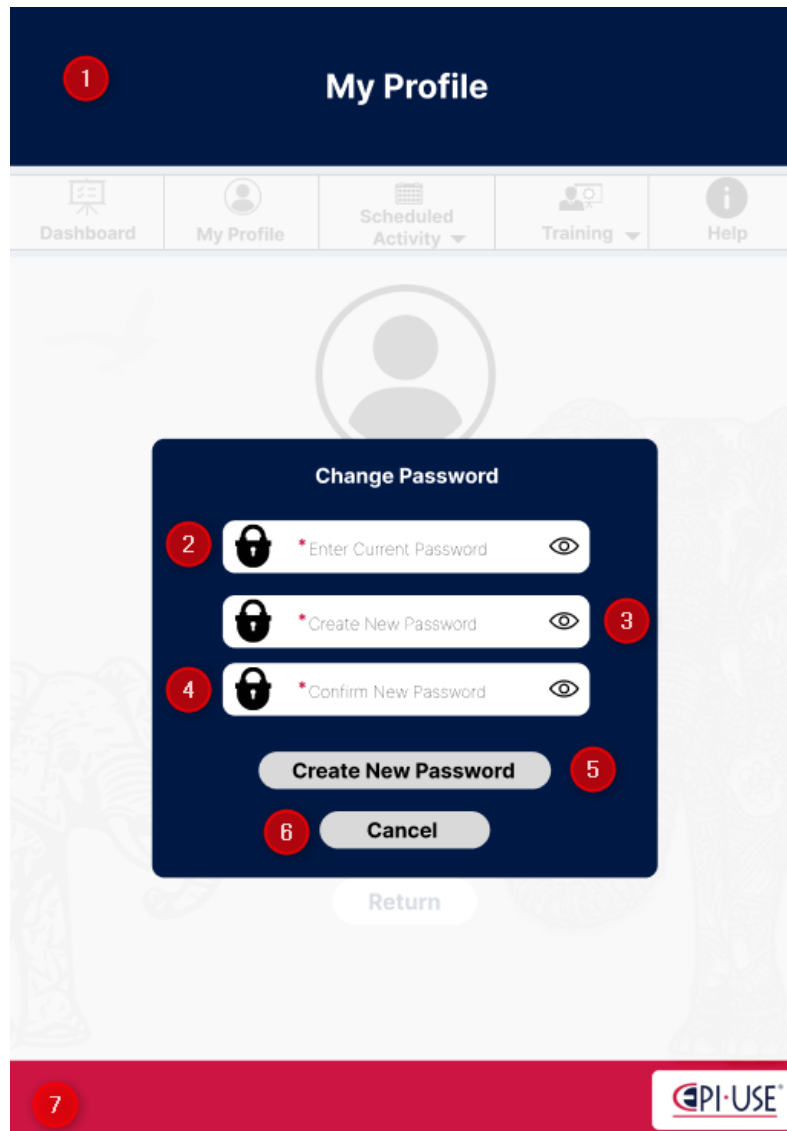 1
My Profile
Dashboard
My Profile
Scheduled
Activity
Training
Help
Change Password
2
*Enter Current Password
*Create New Password
3
4
*Confirm New Password
Create New Password
5
6
Cancel
Return
7
EPI·USE®